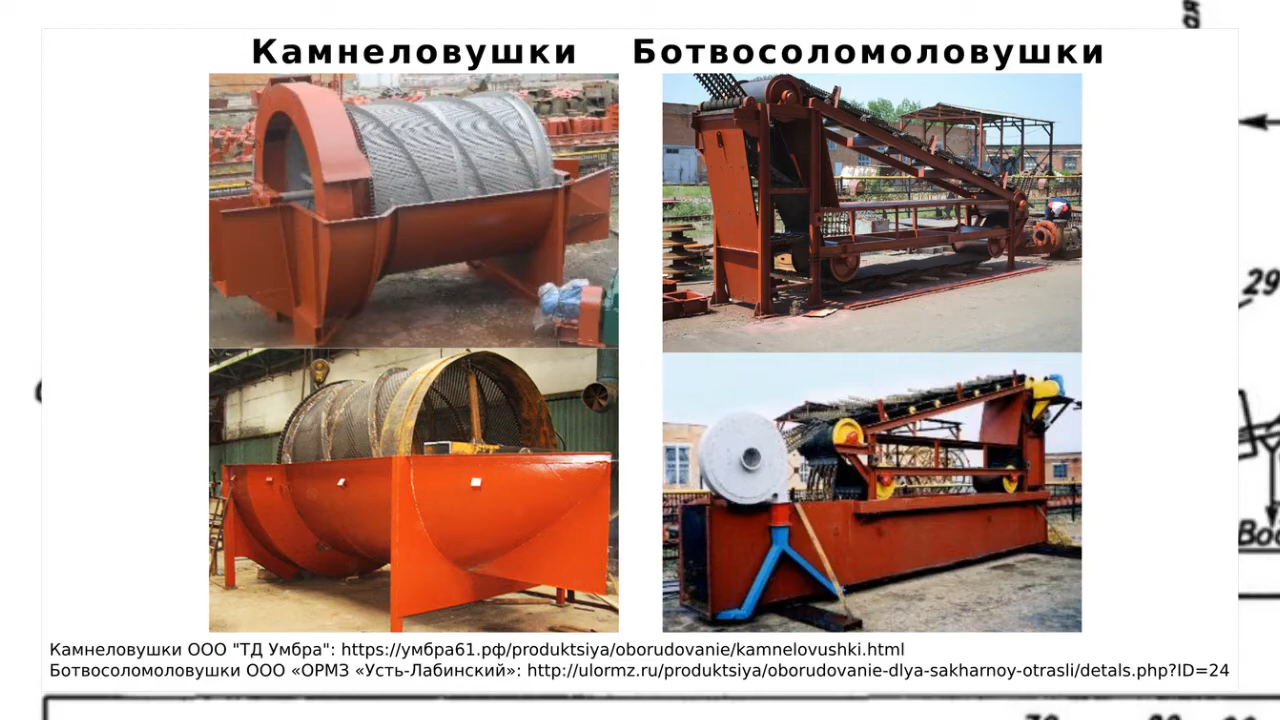 Камнеловушки
Ботвосоломоловушки
29
Камнеловушки ООО "ТД Умбра": https://умбра61.рф/produktsiya/oborudovanie/kamnelovushki.html
Ботвосоломоловушки ООО «ОРМЗ «Усть-Лабинский»: http://ulormz.ru/produktsiya/oborudovanie-dlya-sakharnoy-otrasli/detals.php?ID=24